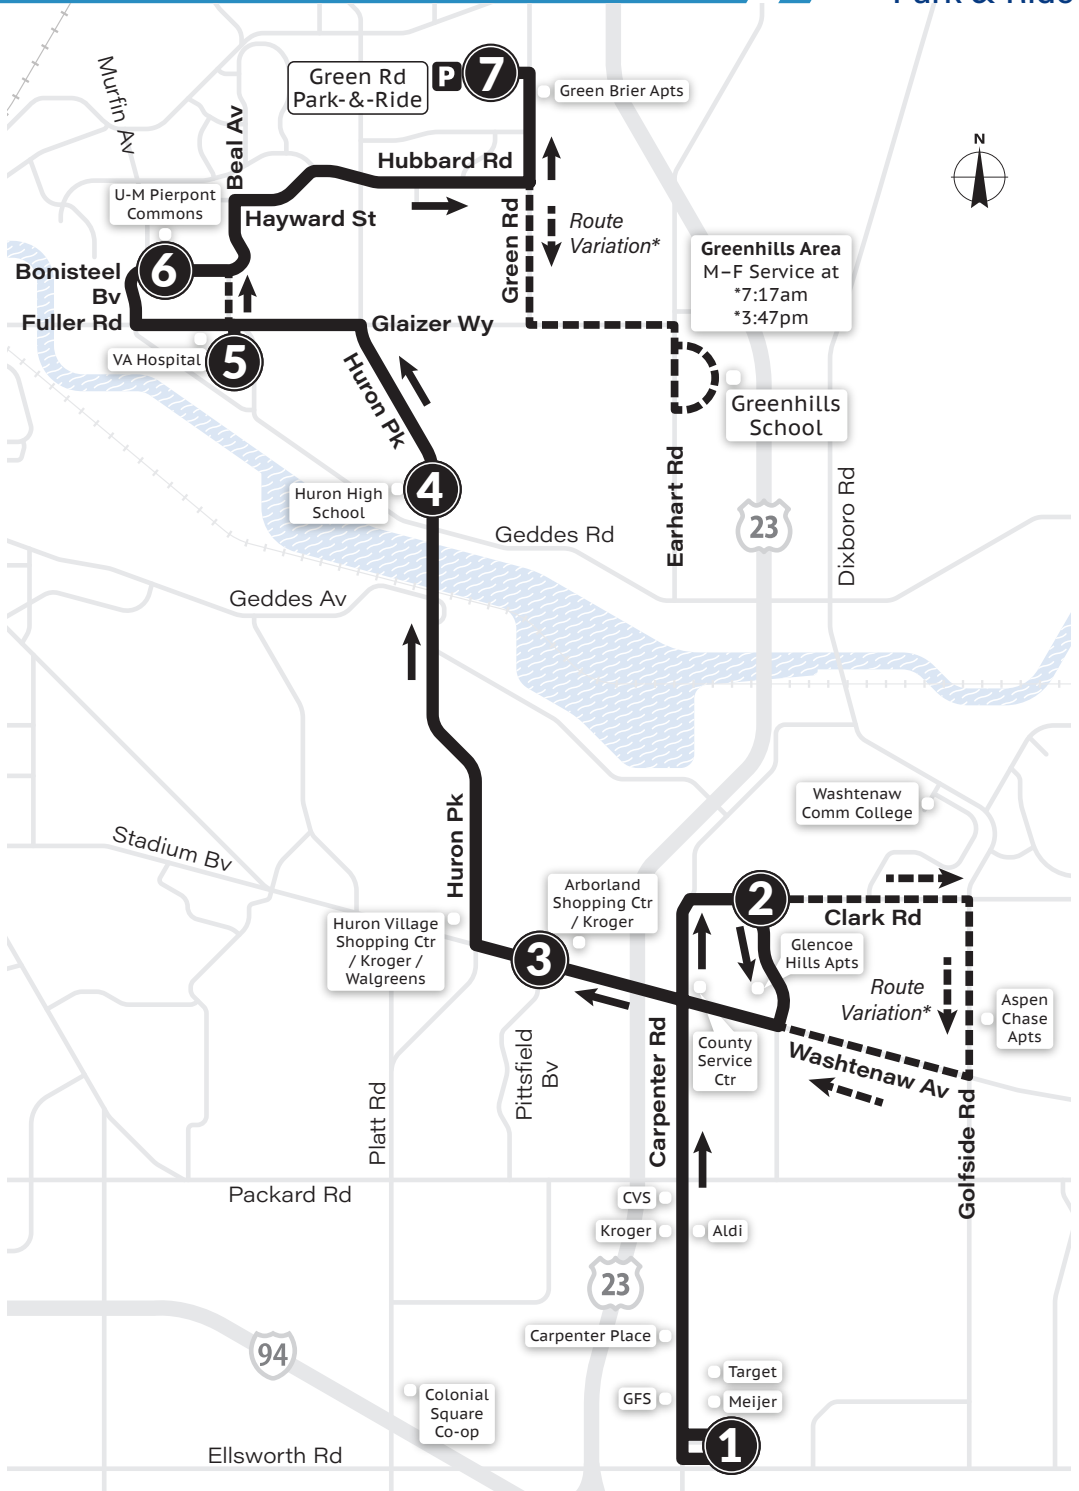 Park & Ride
Murfin Av
Beal Av
Green Rd
Park-&-Ride
P
7
Green Brier Apts
N
Hubbard Rd
U-M Pierpont
Commons
Hayward St
Green Rd
Route
Variation*
Greenhills Area
M–F Service at
*7:17am
*3:47pm
Bonisteel
Bv
6
Fuller Rd
Glaizer Wy
VA Hospital
5
Huron Pk
Greenhills
School
4
Huron High
School
Earhart Rd
23
Dixboro Rd
Geddes Rd
Geddes Av
Washtenaw
Comm College
Huron Pk
Stadium Bv
Arborland
Shopping Ctr
/ Kroger
2
Clark Rd
Huron Village
Shopping Ctr
/ Kroger /
Walgreens
3
Glencoe
Hills Apts
Route
Variation*
Aspen
Chase
Apts
Pittsfield
Bv
Carpenter Rd
County
Service
Ctr
Washtenaw Av
Platt Rd
Golfside Rd
Packard Rd
CVS
Kroger
Aldi
23
Carpenter Place
94
Target
GFS
Meijer
Colonial
Square
Co-op
1
Ellsworth Rd